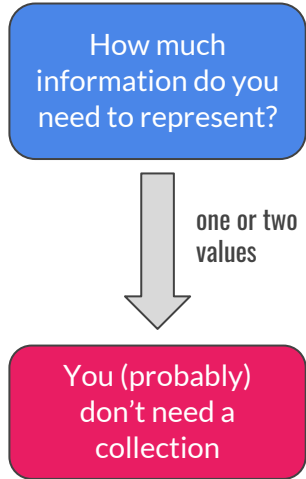 How much
information do you
need to represent?
one or two
values
You (probably)
don’t need a
collection